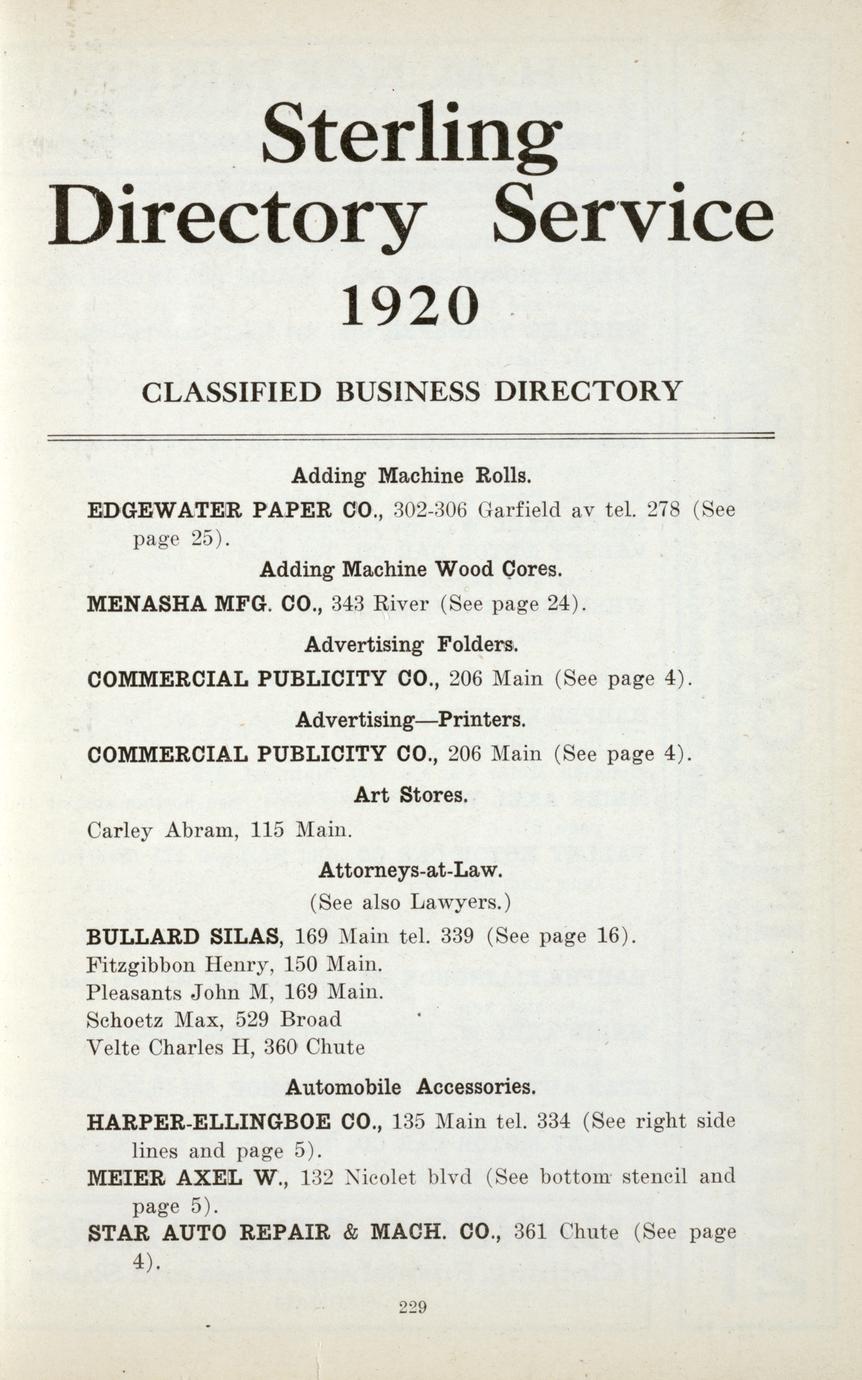 Sterling
Directory Service
1920
CLASSIFIED BUSINESS DIRECTORY
Adding Machine Rolls.
EDGEWATER PAPER CO., 302-306 Garfield av tel. 278 (See
page 25).
Adding Machine Wood Cores.
MENASHA MFG. CO., 343 River (See page 24).
Advertising Folders.
COMMERCIAL PUBLICITY CO., 206 Main (See page 4).
Advertising—Printers.
COMMERCIAL PUBLICITY CO., 206 Main (See page 4).
Art Stores.
Carley Abram, 115 Main.
Attorneys-at-Law.
(See also Lawyers.)
BULLARD SILAS, 169 Main tel. 339 (See page 16).
Fitzgibbon Henry, 150 Main.
Pleasants John M, 169 Main.
Schoetz Max, 529 Broad
Velte Charles H, 360 Chute
Automobile Accessories.
HARPER-ELLINGBOE CO., 135 Main tel. 334 (See right side
lines and page 5).
MEIER AXEL W., 132 Nicolet blvd (See bottom stencil and
page 5).
STAR AUTO REPAIR & MACH. CO., 361 Chute (See page
4).
229